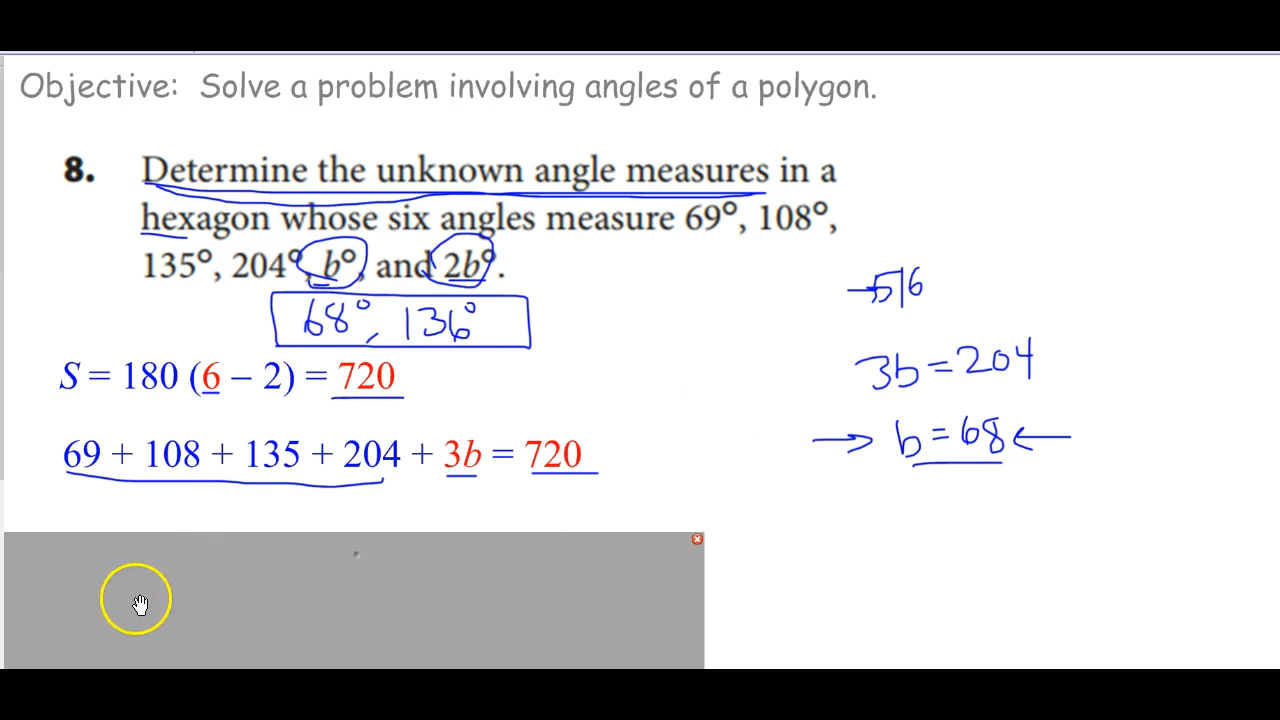 Objective: Solve a problem involving angles of a polygon.
8. Determine the unknown angle measures in a
hexagon whose six angles measure 69°, 108°,
135°, 204°, b°, and 2b°.
68°, 136°
S = 180 (6 – 2) = 720
69 + 108 + 135 + 204 + 3b = 720
516
3b = 204
b = 68